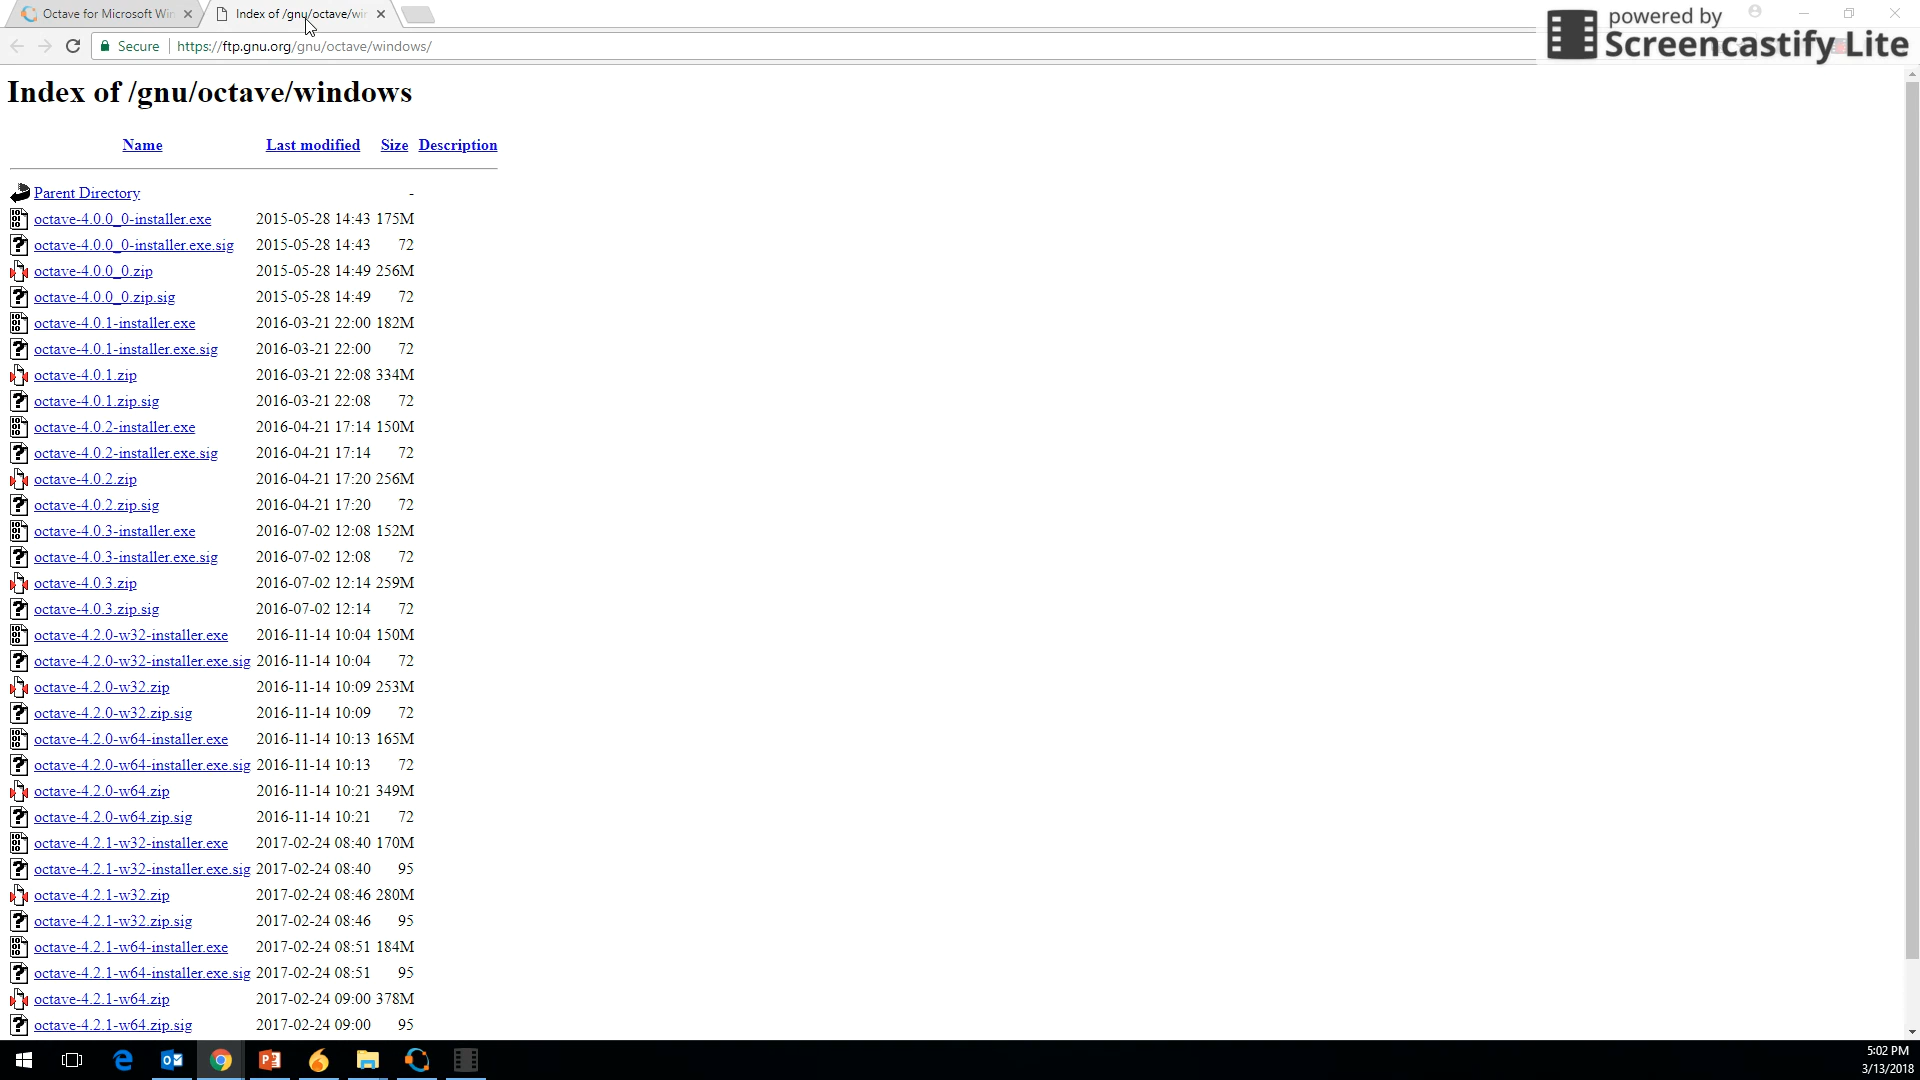 Octave for Microsoft Win
Index of /gnu/octave/win
powered by
Screencastify Lite
Secure
https://ftp.gnu.org/gnu/octave/windows/
Index of /gnu/octave/windows
Name Last modified Size Description
Parent Directory -
octave-4.0.0_0-installer.exe 2015-05-28 14:43 175M
octave-4.0.0_0-installer.exe.sig 2015-05-28 14:43 72
octave-4.0.0_0.zip 2015-05-28 14:49 256M
octave-4.0.0_0.zip.sig 2015-05-28 14:49 72
octave-4.0.1-installer.exe 2016-03-21 22:00 182M
octave-4.0.1-installer.exe.sig 2016-03-21 22:00 72
octave-4.0.1.zip 2016-03-21 22:08 334M
octave-4.0.1.zip.sig 2016-03-21 22:08 72
octave-4.0.2-installer.exe 2016-04-21 17:14 150M
octave-4.0.2-installer.exe.sig 2016-04-21 17:14 72
octave-4.0.2.zip 2016-04-21 17:20 256M
octave-4.0.2.zip.sig 2016-04-21 17:20 72
octave-4.0.3-installer.exe 2016-07-02 12:08 152M
octave-4.0.3-installer.exe.sig 2016-07-02 12:08 72
octave-4.0.3.zip 2016-07-02 12:14 259M
octave-4.0.3.zip.sig 2016-07-02 12:14 72
octave-4.2.0-w32-installer.exe 2016-11-14 10:04 150M
octave-4.2.0-w32-installer.exe.sig 2016-11-14 10:04 72
octave-4.2.0-w32.zip 2016-11-14 10:09 253M
octave-4.2.0-w32.zip.sig 2016-11-14 10:09 72
octave-4.2.0-w64-installer.exe 2016-11-14 10:13 165M
octave-4.2.0-w64-installer.exe.sig 2016-11-14 10:13 72
octave-4.2.0-w64.zip 2016-11-14 10:21 349M
octave-4.2.0-w64.zip.sig 2016-11-14 10:21 72
octave-4.2.1-w32-installer.exe 2017-02-24 08:40 170M
octave-4.2.1-w32-installer.exe.sig 2017-02-24 08:40 95
octave-4.2.1-w32.zip 2017-02-24 08:46 280M
octave-4.2.1-w32.zip.sig 2017-02-24 08:46 95
octave-4.2.1-w64-installer.exe 2017-02-24 08:51 184M
octave-4.2.1-w64-installer.exe.sig 2017-02-24 08:51 95
octave-4.2.1-w64.zip 2017-02-24 09:00 378M
octave-4.2.1-w64.zip.sig 2017-02-24 09:00 95
5:02 PM
3/13/2018